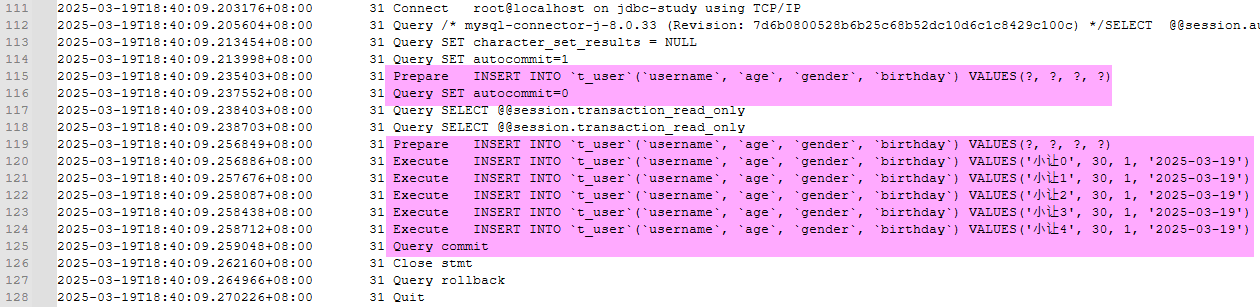 111 2025-03-19T18:40:09.203176+08:00 31 Connect root@localhost on jdbc-study using TCP/IP
112 2025-03-19T18:40:09.205604+08:00 31 Query /* mysql-connector-j-8.0.33 (Revision: 7d6b0800528b6b25c68b52dc10d6c1c8429c100c) */SELECT @@session.au
113 2025-03-19T18:40:09.213454+08:00 31 Query SET character_set_results = NULL
114 2025-03-19T18:40:09.213998+08:00 31 Query SET autocommit=1
115 2025-03-19T18:40:09.235403+08:00 31 Prepare INSERT INTO `t_user`(`username`, `age`, `gender`, `birthday`) VALUES(?, ?, ?, ?)
116 2025-03-19T18:40:09.237552+08:00 31 Query SET autocommit=0
117 2025-03-19T18:40:09.238403+08:00 31 Query SELECT @@session.transaction_read_only
118 2025-03-19T18:40:09.238703+08:00 31 Query SELECT @@session.transaction_read_only
119 2025-03-19T18:40:09.256849+08:00 31 Prepare INSERT INTO `t_user`(`username`, `age`, `gender`, `birthday`) VALUES(?, ?, ?, ?)
120 2025-03-19T18:40:09.256886+08:00 31 Execute INSERT INTO `t_user`(`username`, `age`, `gender`, `birthday`) VALUES('小让0', 30, 1, '2025-03-19')
121 2025-03-19T18:40:09.257676+08:00 31 Execute INSERT INTO `t_user`(`username`, `age`, `gender`, `birthday`) VALUES('小让1', 30, 1, '2025-03-19')
122 2025-03-19T18:40:09.258087+08:00 31 Execute INSERT INTO `t_user`(`username`, `age`, `gender`, `birthday`) VALUES('小让2', 30, 1, '2025-03-19')
123 2025-03-19T18:40:09.258438+08:00 31 Execute INSERT INTO `t_user`(`username`, `age`, `gender`, `birthday`) VALUES('小让3', 30, 1, '2025-03-19')
124 2025-03-19T18:40:09.258712+08:00 31 Execute INSERT INTO `t_user`(`username`, `age`, `gender`, `birthday`) VALUES('小让4', 30, 1, '2025-03-19')
125 2025-03-19T18:40:09.259048+08:00 31 Query commit
126 2025-03-19T18:40:09.262160+08:00 31 Close stmt
127 2025-03-19T18:40:09.264966+08:00 31 Query rollback
128 2025-03-19T18:40:09.270226+08:00 31 Quit